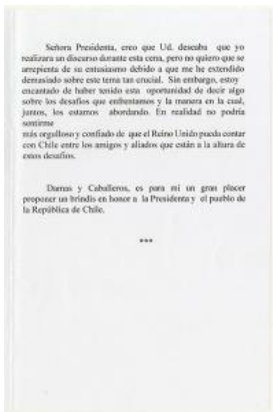 Señora Presidenta, creo que Ud. deseaba que yo
realizara un discurso durante esta cena, pero no quiero que se
arrepienta de su entusiasmo debido a que me he extendido
demasiado sobre este tema tan crucial. Sin embargo, estoy
encantado de haber tenido esta oportunidad de decir algo
sobre los desafíos que enfrentamos y la manera en la cual,
juntos, los estamos abordando. En realidad no podría
sentirme
más orgulloso y confiado de que el Reino Unido pueda contar
con Chile entre los amigos y aliados que están a la altura de
estos desafíos.
Damas y Caballeros, es para mi un gran placer
proponer un brindis en honor a la Presidenta y el pueblo de
la República de Chile.
***